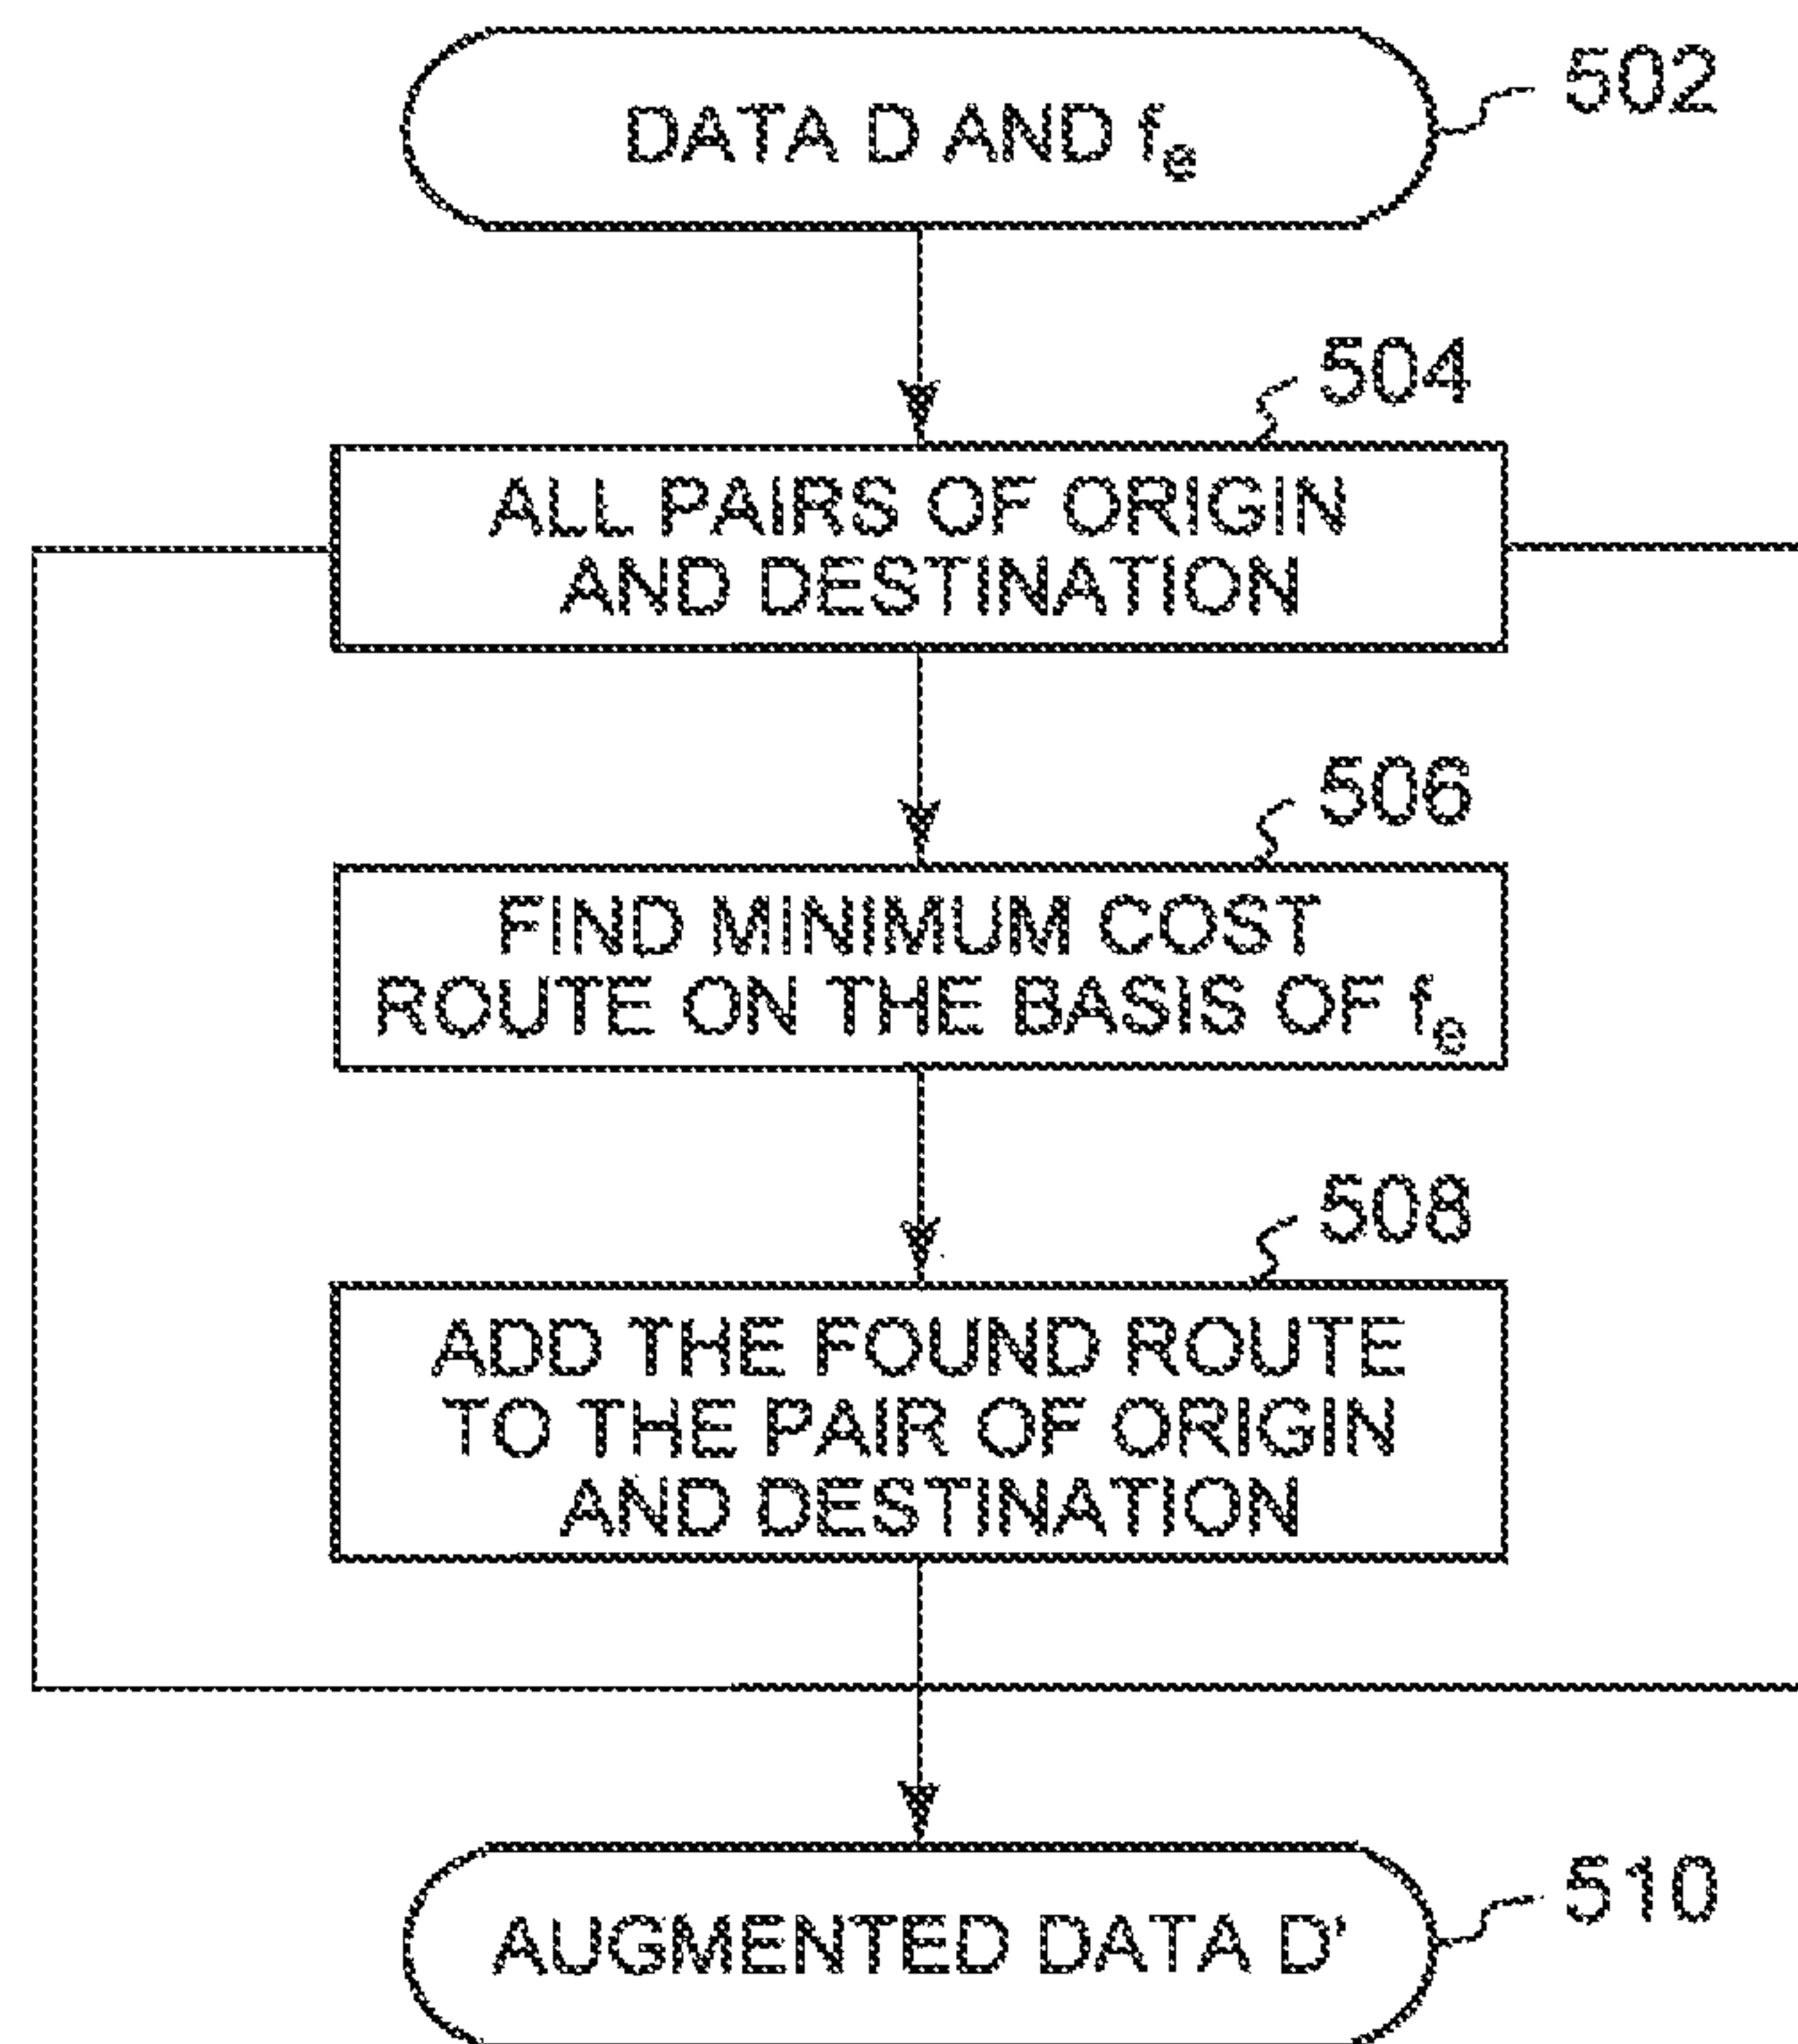 DATA D AND fe
502
504
ALL PAIRS OF ORIGIN
AND DESTINATION
506
FIND MINIMUM COST
ROUTE ON THE BASIS OF fe
508
ADD THE FOUND ROUTE
TO THE PAIR OF ORIGIN
AND DESTINATION
AUGMENTED DATA D'
510